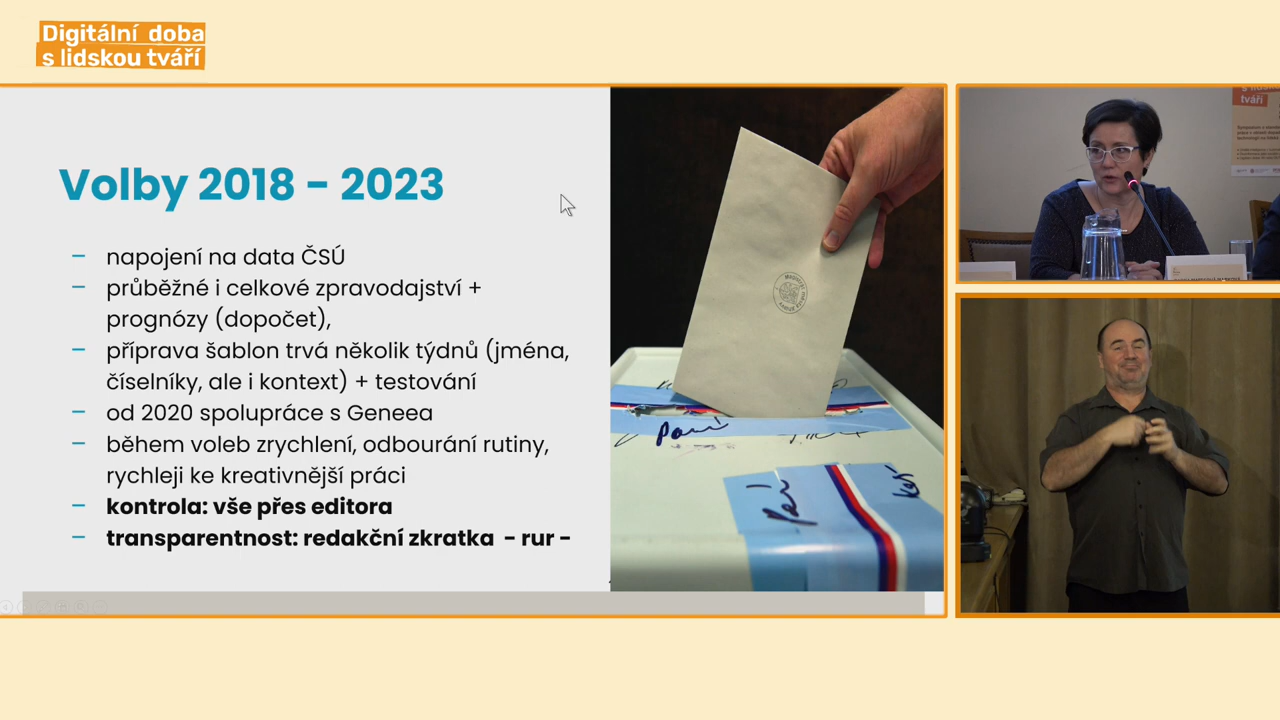 Digitální doba
s lidskou tváří
Volby 2018 - 2023
– napojení na data ČSÚ
– průběžné i celkové zpravodajství +
prognózy (dopočet),
– příprava šablon trvá několik týdnů (jména,
číselníky, ale i kontext) + testování
– od 2020 spolupráce s Geneea
– během voleb zrychlení, odbourání rutiny,
rychleji ke kreativnější práci
– kontrola: vše přes editora
– transparentnost: redakční zkratka - rur -
s lidskou
tváří